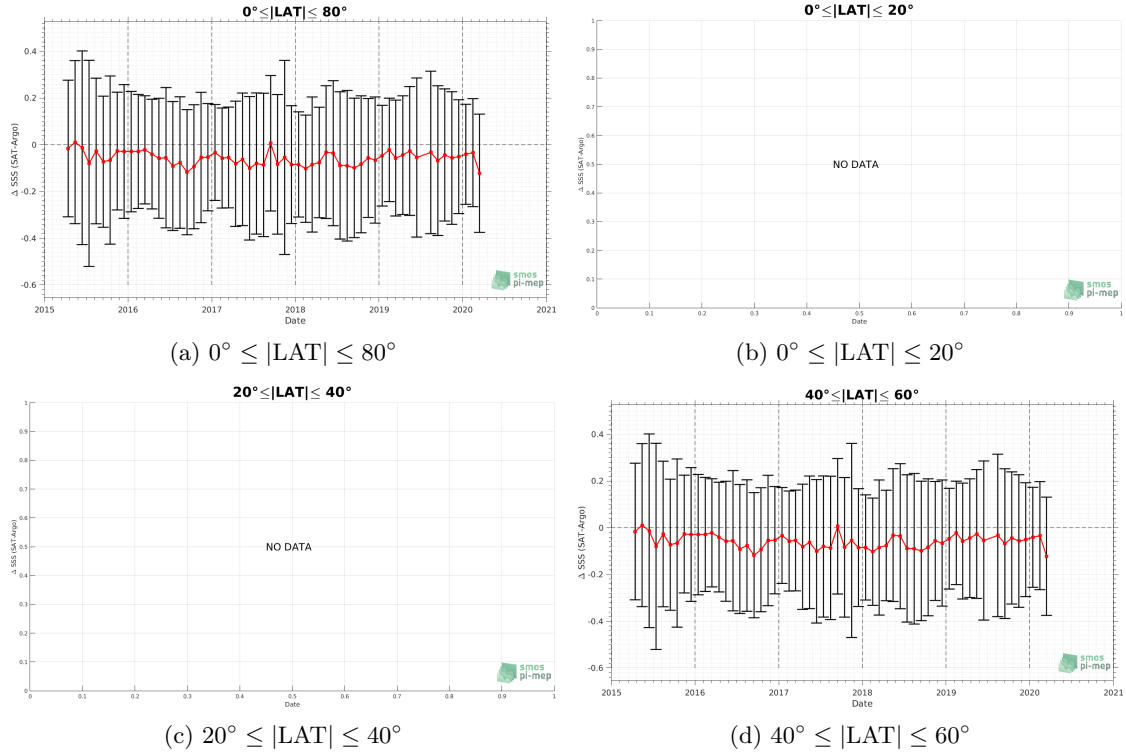 0°≤|LAT|≤ 80°
Δ SSS (SAT-Argo)
0.4
0.2
0
-0.2
-0.4
-0.6
2015 2016 2017 2018 2019 2020 2021
Date
smos
pi-mep
(a) 0° ≤ |LAT| ≤ 80°
0°≤|LAT|≤ 20°
Δ SSS (SAT-Argo)
1
0.9
0.8
0.7
0.6
0.5
0.4
0.3
0.2
0.1
0
NO DATA
0 0.1 0.2 0.3 0.4 0.5 0.6 0.7 0.8 0.9 1
Date
smos
pi-mep
(b) 0° ≤ |LAT| ≤ 20°
20°≤|LAT|≤ 40°
Δ SSS (SAT-Argo)
1
0.9
0.8
0.7
0.6
0.5
0.4
0.3
0.2
0.1
0
NO DATA
0 0.1 0.2 0.3 0.4 0.5 0.6 0.7 0.8 0.9 1
Date
smos
pi-mep
(c) 20° ≤ |LAT| ≤ 40°
40°≤|LAT|≤ 60°
Δ SSS (SAT-Argo)
0.4
0.2
0
-0.2
-0.4
-0.6
2015 2016 2017 2018 2019 2020 2021
Date
smos
pi-mep
(d) 40° ≤ |LAT| ≤ 60°